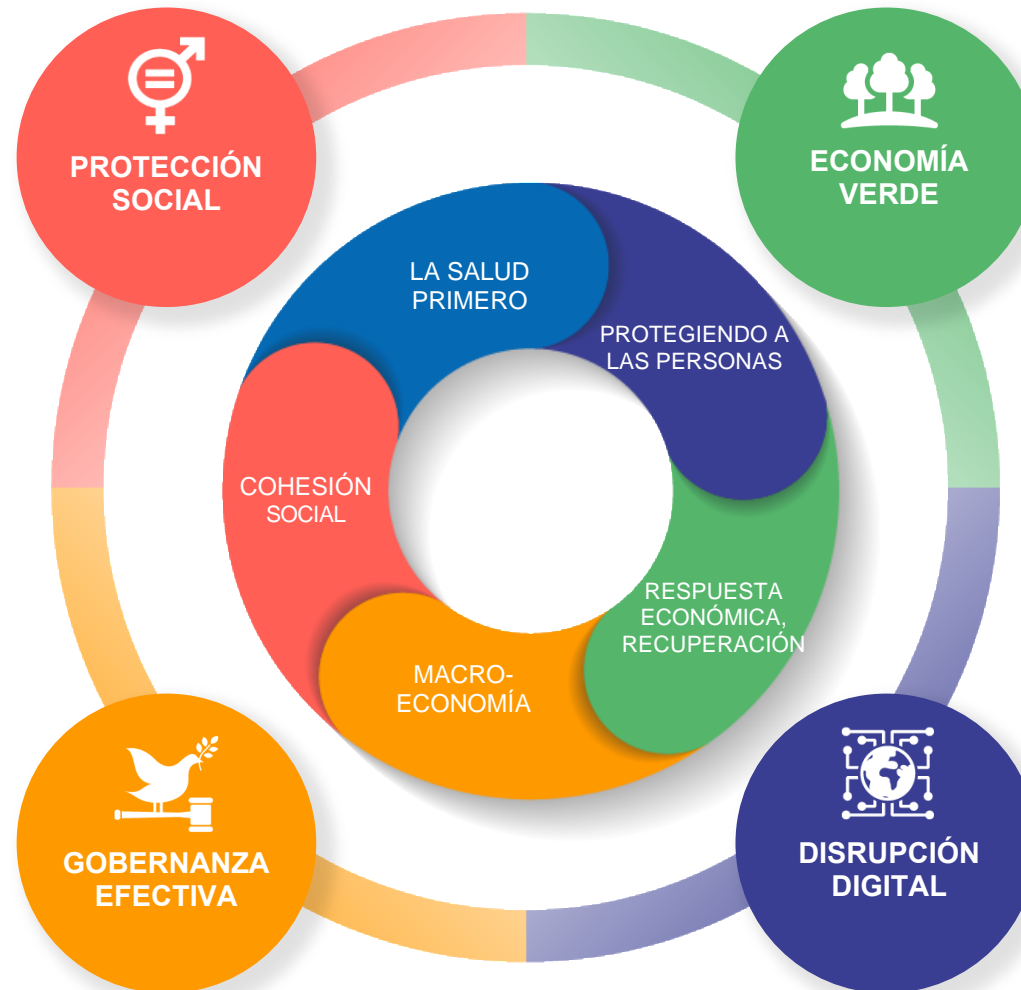 PROTECCIÓN
SOCIAL
ECONOMÍA
VERDE
LA SALUD
PRIMERO
PROTEGIENDO A
LAS PERSONAS
COHESIÓN
SOCIAL
RESPUESTA
ECONÓMICA,
RECUPERACIÓN
MACRO-
ECONOMÍA
GOBERNANZA
EFECTIVA
DISRUPCIÓN
DIGITAL